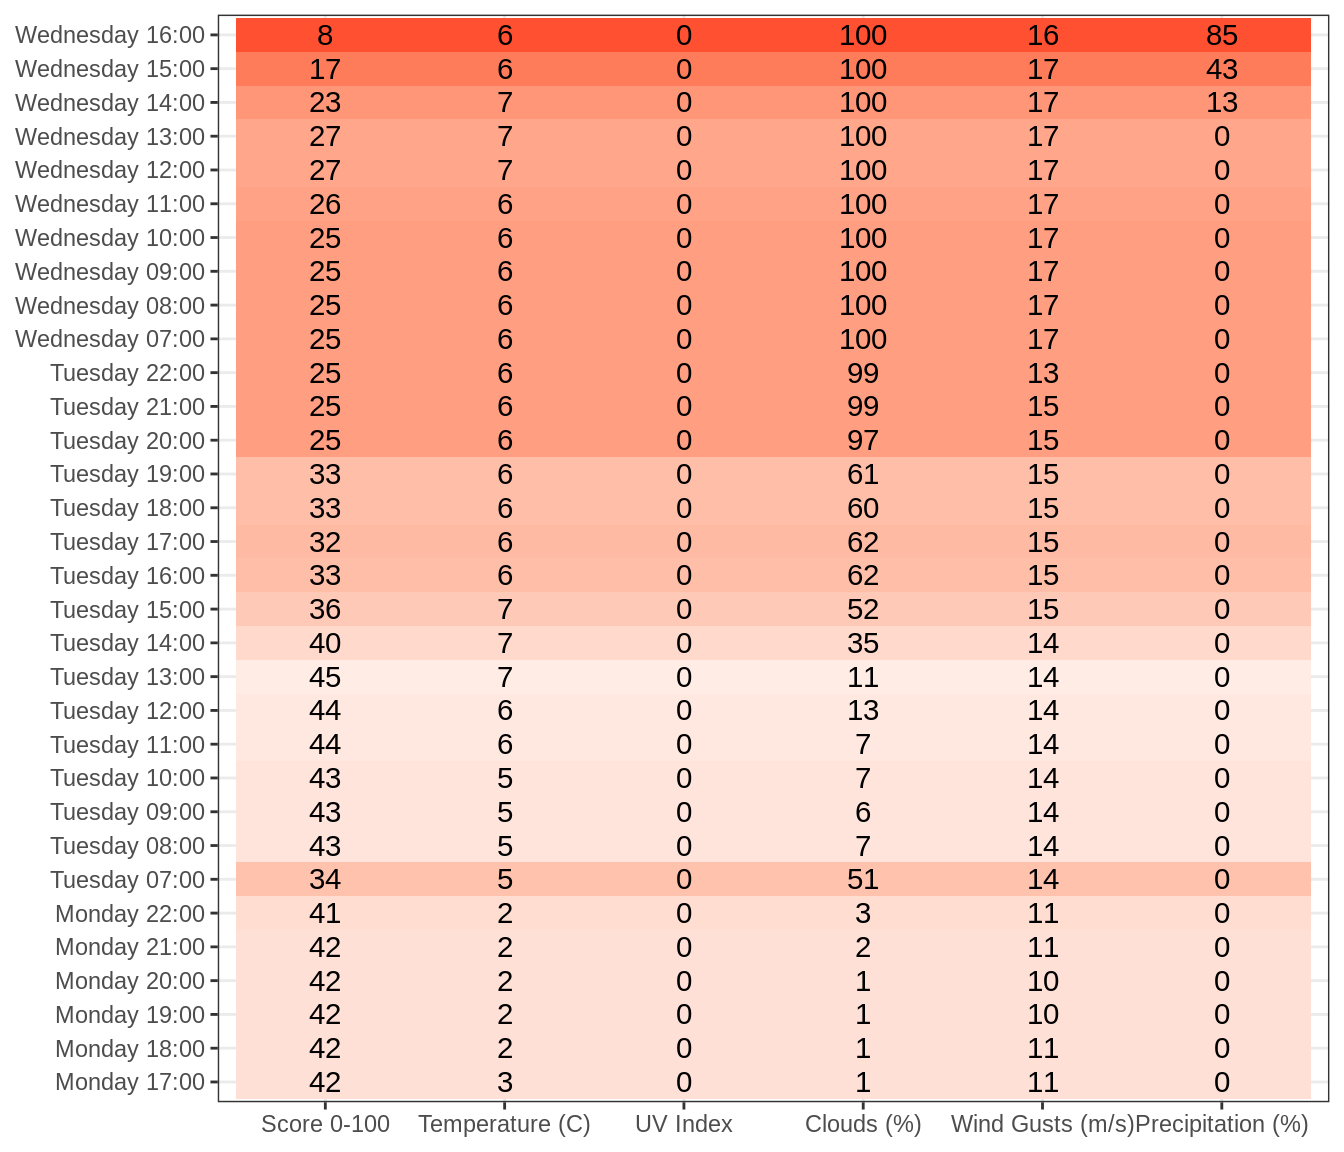 Wednesday 16:00 8 6 0 100 16 85
Wednesday 15:00 17 6 0 100 17 43
Wednesday 14:00 23 7 0 100 17 13
Wednesday 13:00 27 7 0 100 17 0
Wednesday 12:00 27 7 0 100 17 0
Wednesday 11:00 26 6 0 100 17 0
Wednesday 10:00 25 6 0 100 17 0
Wednesday 09:00 25 6 0 100 17 0
Wednesday 08:00 25 6 0 100 17 0
Wednesday 07:00 25 6 0 100 17 0
Tuesday 22:00 25 6 0 99 13 0
Tuesday 21:00 25 6 0 99 15 0
Tuesday 20:00 25 6 0 97 15 0
Tuesday 19:00 33 6 0 61 15 0
Tuesday 18:00 33 6 0 60 15 0
Tuesday 17:00 32 6 0 62 15 0
Tuesday 16:00 33 6 0 62 15 0
Tuesday 15:00 36 7 0 52 15 0
Tuesday 14:00 40 7 0 35 14 0
Tuesday 13:00 45 7 0 11 14 0
Tuesday 12:00 44 6 0 13 14 0
Tuesday 11:00 44 6 0 7 14 0
Tuesday 10:00 43 5 0 7 14 0
Tuesday 09:00 43 5 0 6 14 0
Tuesday 08:00 43 5 0 7 14 0
Tuesday 07:00 34 5 0 51 14 0
Monday 22:00 41 2 0 3 11 0
Monday 21:00 42 2 0 2 11 0
Monday 20:00 42 2 0 1 10 0
Monday 19:00 42 2 0 1 10 0
Monday 18:00 42 2 0 1 11 0
Monday 17:00 42 3 0 1 11 0
Score 0-100 Temperature (C) UV Index Clouds (%) Wind Gusts (m/s) Precipitation (%)